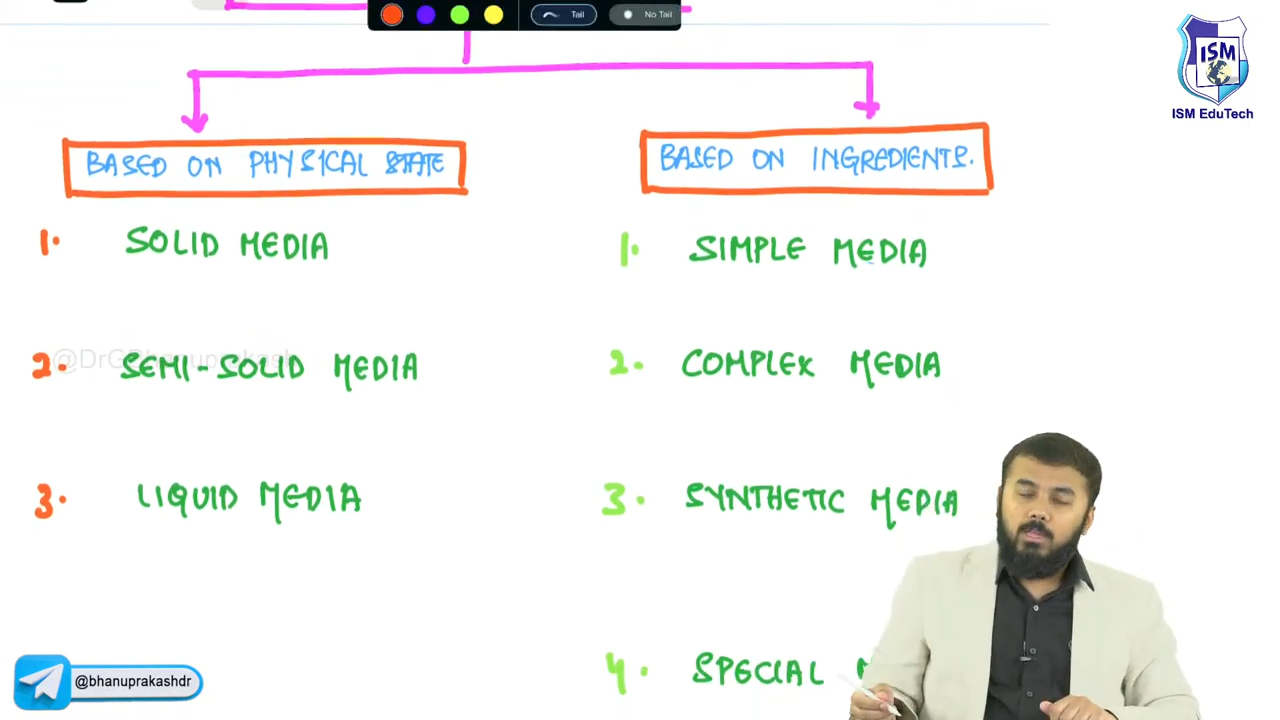 Tail
No Tail
ISM
ISM EduTech
BASED ON PHYSICAL STATE
1. SOLID MEDIA
2. SEMI-SOLID MEDIA
@DrGBhanuprakash
3. LIQUID MEDIA
BASED ON INGREDIENTS.
1. SIMPLE MEDIA
2. COMPLEX MEDIA
3. SYNTHETIC MEDIA
4. SPECIAL
@bhanuprakashdr